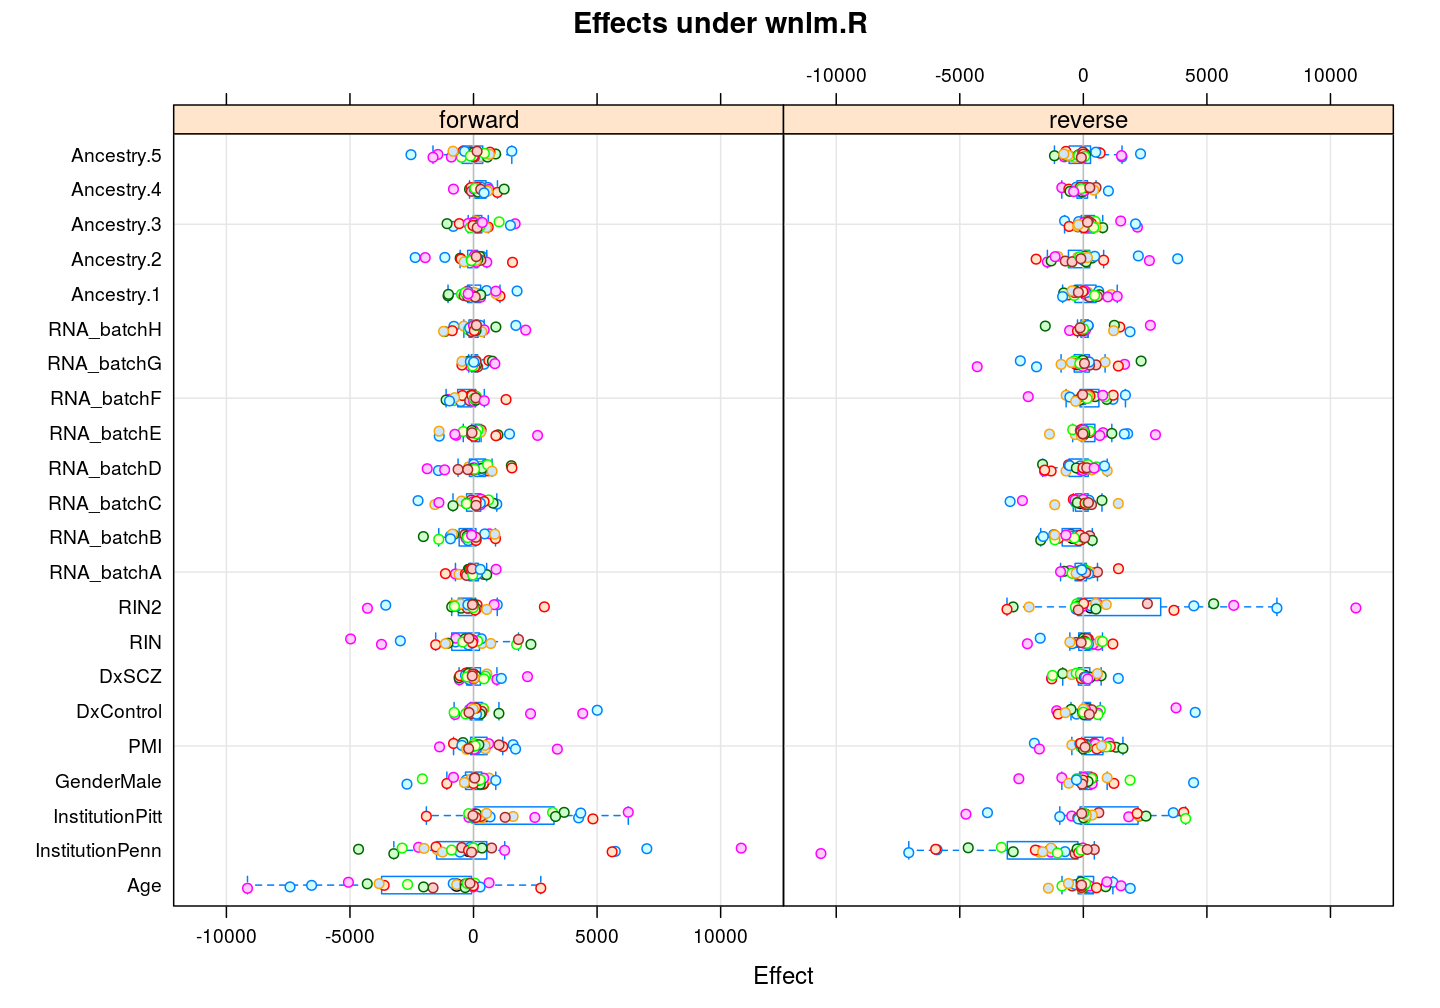 Effects under wnlm.R
-10000 -5000 0 5000 10000
forward reverse
Ancestry.5
Ancestry.4
Ancestry.3
Ancestry.2
Ancestry.1
RNA_batchH
RNA_batchG
RNA_batchF
RNA_batchE
RNA_batchD
RNA_batchC
RNA_batchB
RNA_batchA
RIN2
RIN
DxSCZ
DxControl
PMI
GenderMale
InstitutionPitt
InstitutionPenn
Age
-10000 -5000 0 5000 10000
Effect